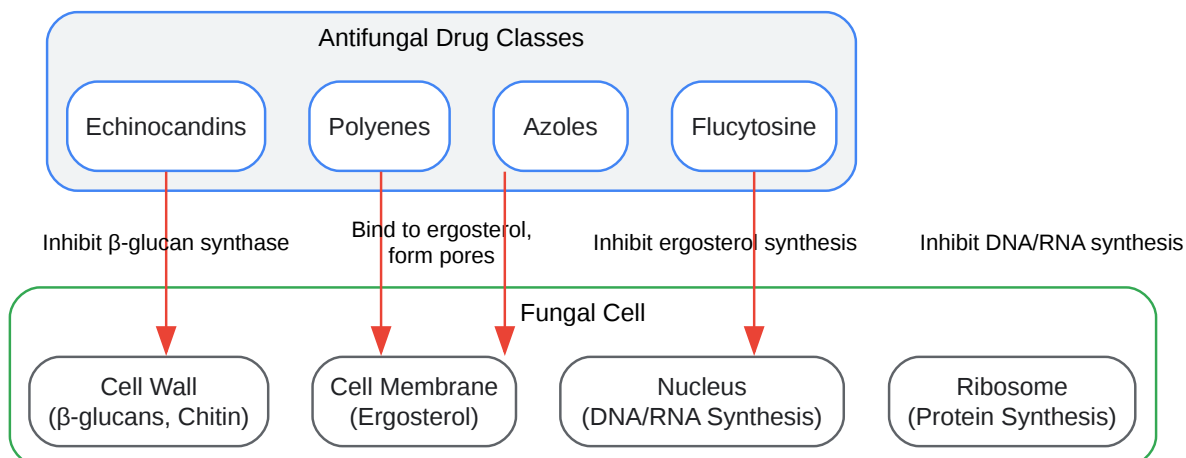 Antifungal Drug Classes
Echinocandins
Polyenes
Azoles
Flucytosine
Inhibit β-glucan synthase
Bind to ergosterol,
form pores
Inhibit ergosterol synthesis
Inhibit DNA/RNA synthesis
Fungal Cell
Cell Wall
(β-glucans, Chitin)
Cell Membrane
(Ergosterol)
Nucleus
(DNA/RNA Synthesis)
Ribosome
(Protein Synthesis)